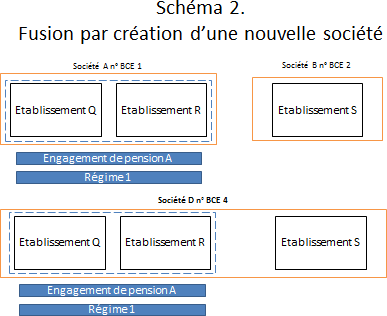 Schéma 2.
Fusion par création d’une nouvelle société
Société A n° BCE 1
Société B n° BCE 2
Etablissement Q
Etablissement R
Etablissement S
Engagement de pension A
Régime 1
Société D n° BCE 4
Etablissement Q
Etablissement R
Etablissement S
Engagement de pension A
Régime 1